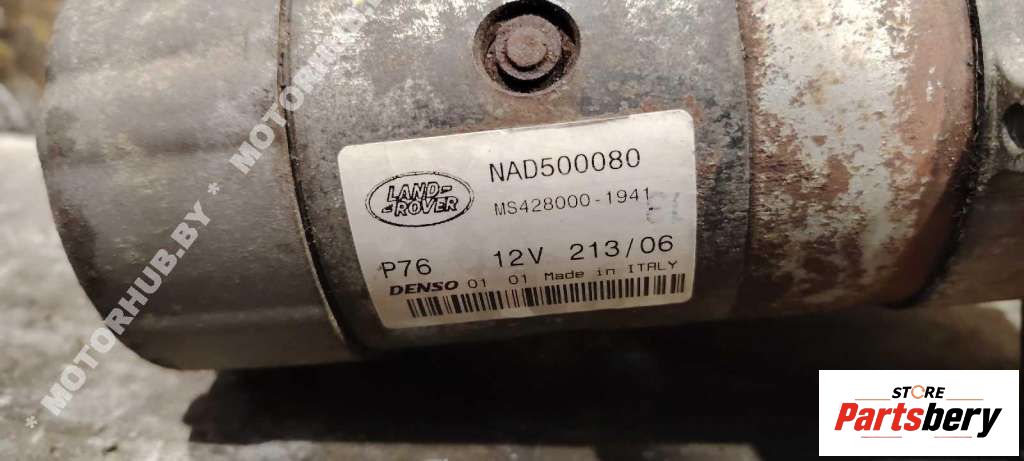 NAD500080
LAND-
-ROVER
MS428000-1941
P76 12V 213/06
DENSO 01 01 Made in ITALY
* MOTORHUB.BY * MOTORHUB.BY
STORE
Partsbery